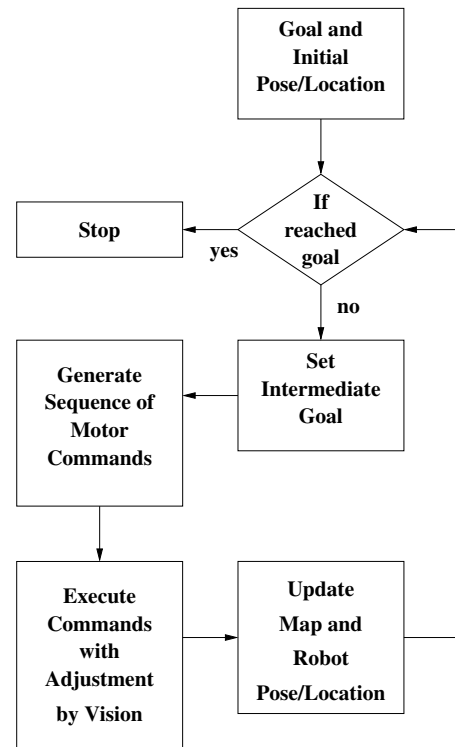 Goal and
Initial
Pose/Location
If
reached
goal
Stop
yes
no
Set
Intermediate
Goal
Generate
Sequence of
Motor
Commands
Execute
Commands
with
Adjustment
by Vision
Update
Map and
Robot
Pose/Location